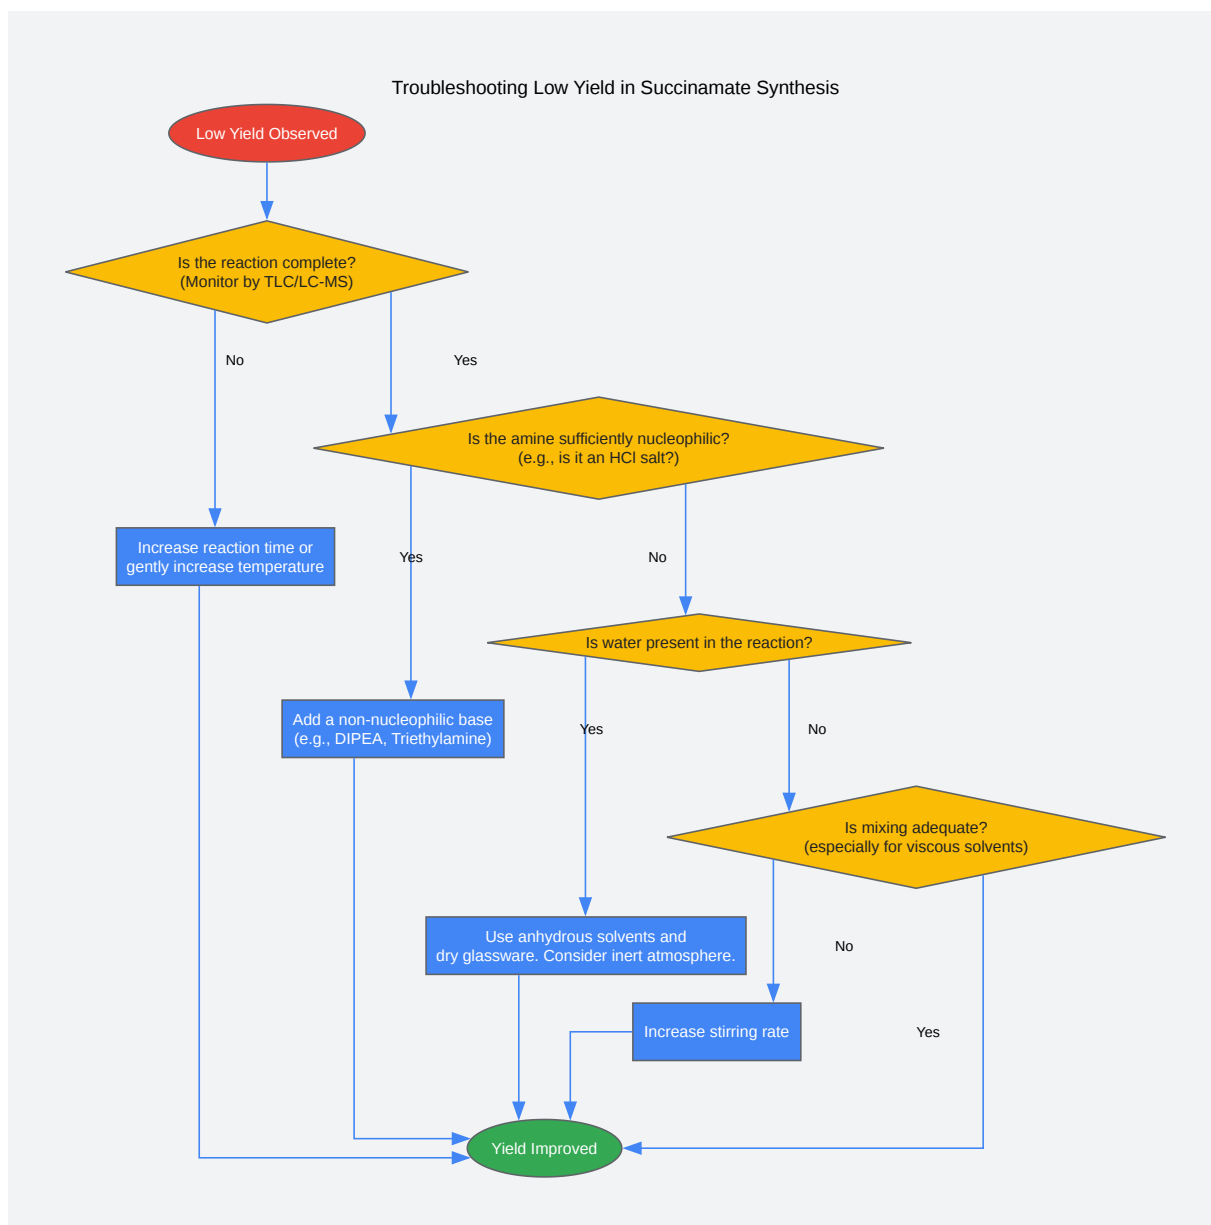 Troubleshooting Low Yield in Succinamate Synthesis
Low Yield Observed
Is the reaction complete?
(Monitor by TLC/LC-MS)
No
Yes
Is the amine sufficiently nucleophilic?
(e.g., is it an HCl salt?)
Increase reaction time or
gently increase temperature
Yes
No
Is water present in the reaction?
Add a non-nucleophilic base
(e.g., DIPEA, Triethylamine)
Yes
No
Is mixing adequate?
(especially for viscous solvents)
Use anhydrous solvents and
dry glassware. Consider inert atmosphere.
No
Increase stirring rate
Yes
Yield Improved